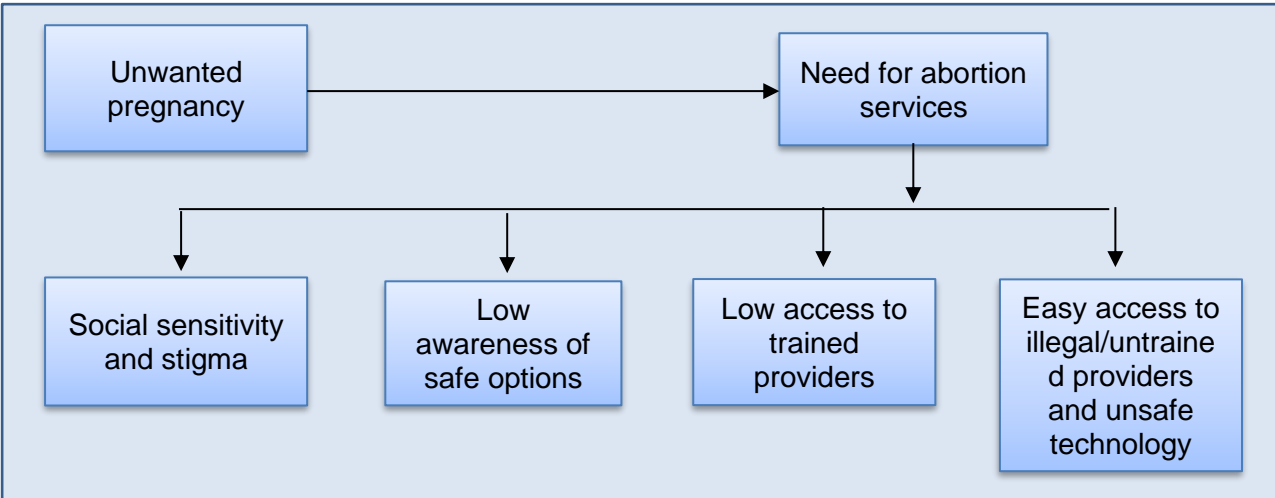 Unwanted
pregnancy
Need for abortion
services
Social sensitivity
and stigma
Low
awareness of
safe options
Low access to
trained
providers
Easy access to
illegal/untraine
d providers
and unsafe
technology